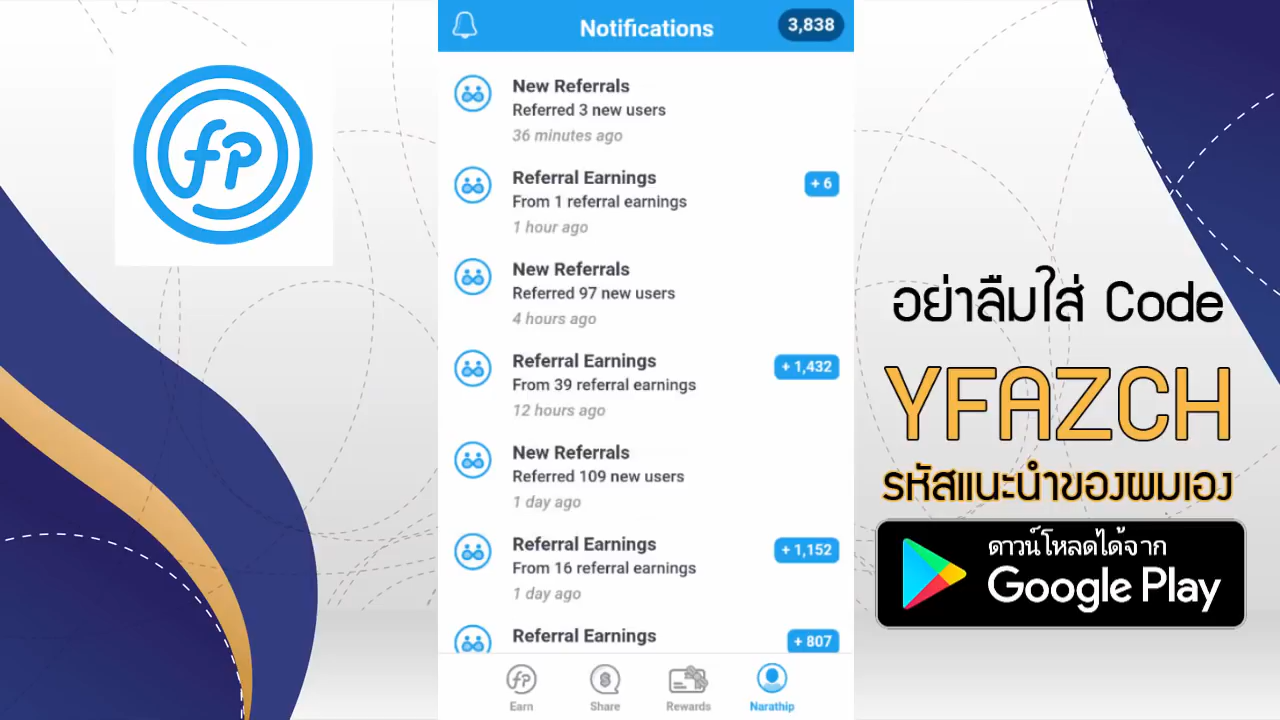 fp
Notifications
3,838
New Referrals
Referred 3 new users
36 minutes ago
Referral Earnings
+ 6
From 1 referral earnings
1 hour ago
New Referrals
Referred 97 new users
4 hours ago
Referral Earnings
+ 1,432
From 39 referral earnings
12 hours ago
New Referrals
Referred 109 new users
1 day ago
Referral Earnings
+ 1,152
From 16 referral earnings
1 day ago
Referral Earnings
+ 807
fp
Earn
Share
Rewards
Narathip
อย่าลืมใส่ Code
YFAZCH
รหัสแนะนำของผมเอง
ดาวน์โหลดได้จาก
Google Play